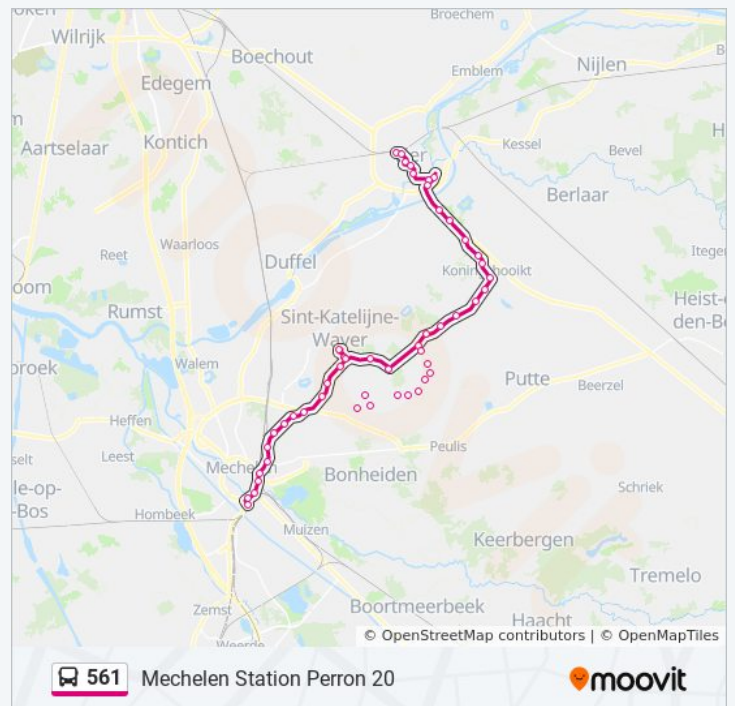 Broechem
Wilrijk
Boechout
Nijlen
Emblem
Edegem
Kontich
Aartselaar
Kessel
Bevel
Berlaar
Waarloos
Reet
Duffel
Itege
Rumst
Sint-Katelijne-
Waver
Heist-
den-B
Walem
Putte
Beerzel
Heffen
Peulis
Leest
Bonheiden
Schriek
Hombeek
Muizen
Keerbergen
Tremelo
Zemst
Boortmeerbeek
Haacht
Weerde
© OpenStreetMap contributors | © OpenMapTiles
561 Mechelen Station Perron 20 moovit